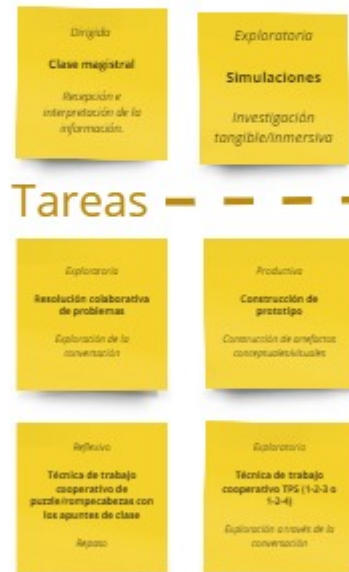 Dirigida
Clase magistral
Recepción e
interpretación de la
información.
Exploratoria
Simulaciones
Investigación
tangible/inmersiva
Tareas
Exploratoria
Resolución colaborativa
de problemas
Exploración de la
conversación
Productiva
Construcción de
prototipo
Construcción de artefactos
conceptuales/visuales
Reflexivo
Técnica de trabajo
cooperativo de
puzzle/rompecabezas con
los apuntes de clase
Repaso
Exploratoria
Técnica de trabajo
cooperativo TPS (1-2-3 o
1-2-4)
Exploración a través de la
conversación